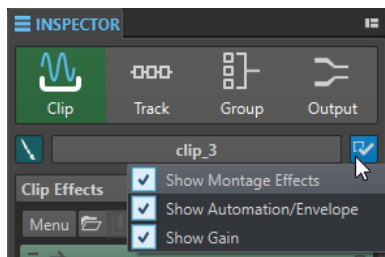 INSPECTOR
Clip Track Group Output
clip_3
Show Montage Effects
Clip Effects
Show Automation/Envelope
Menu
Show Gain